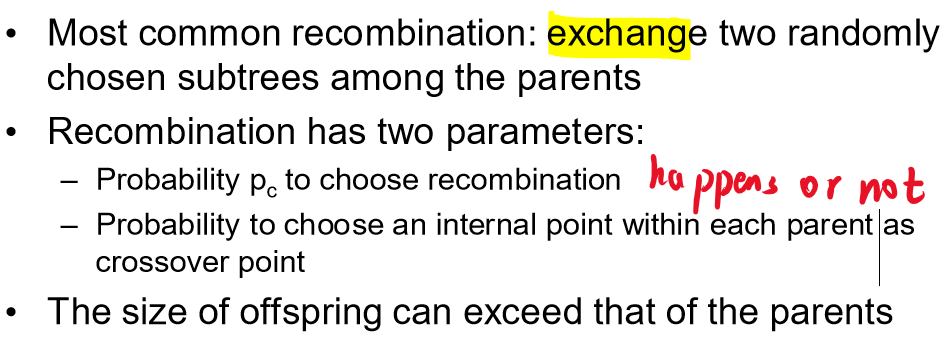 • Most common recombination: exchange two randomly
chosen subtrees among the parents
• Recombination has two parameters:
– Probability pc to choose recombination happens or not
– Probability to choose an internal point within each parent as
crossover point
• The size of offspring can exceed that of the parents